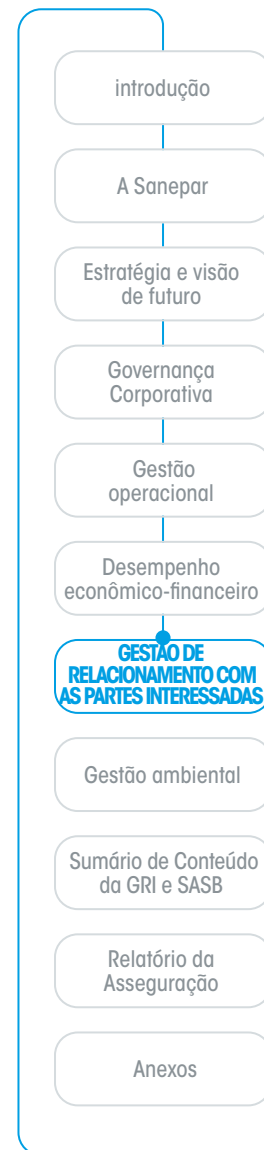 introdução
A Sanepar
Estratégia e visão
de futuro
Governança
Corporativa
Gestão
operacional
Desempenho
econômico-financeiro
GESTÃO DE
RELACIONAMENTO COM
AS PARTES INTERESSADAS
Gestão ambiental
Sumário de Conteúdo
da GRI e SASB
Relatório da
Asseguração
Anexos